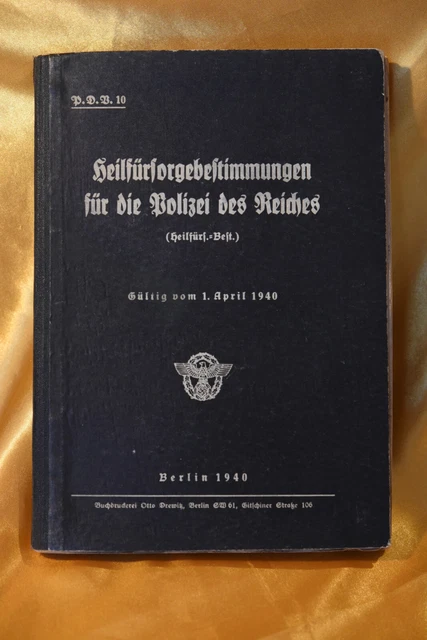 P.D.V. 10
Heilfürsorgebestimmungen
für die Polizei des Reiches
(Heilfürs.=Best.)
Gültig vom 1. April 1940
Berlin 1940
Buchdruckerei Otto Drewitz, Berlin SW 61, Gitschiner Straße 106